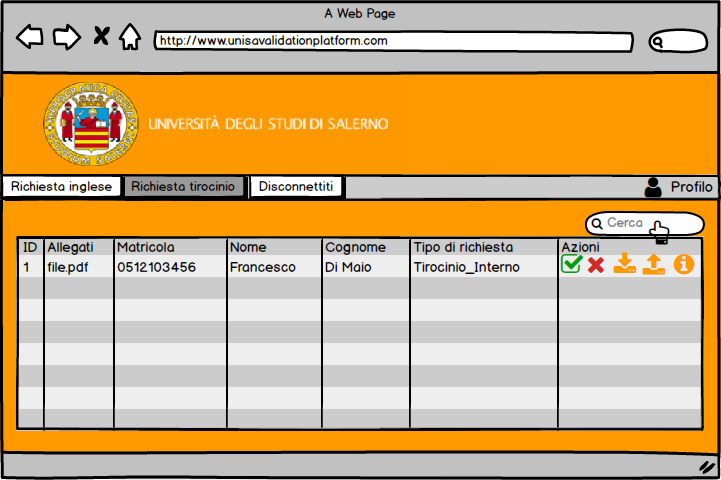 A Web Page
http://www.unisavalidationplatform.com
UNIVERSITÀ DEGLI STUDI DI SALERNO
Richiesta inglese Richiesta tirocinio Disconnettiti Profilo
Cerca
ID Allegati Matricola Nome Cognome Tipo di richiesta Azioni
1 file.pdf 0512103456 Francesco Di Maio Tirocinio_Interno